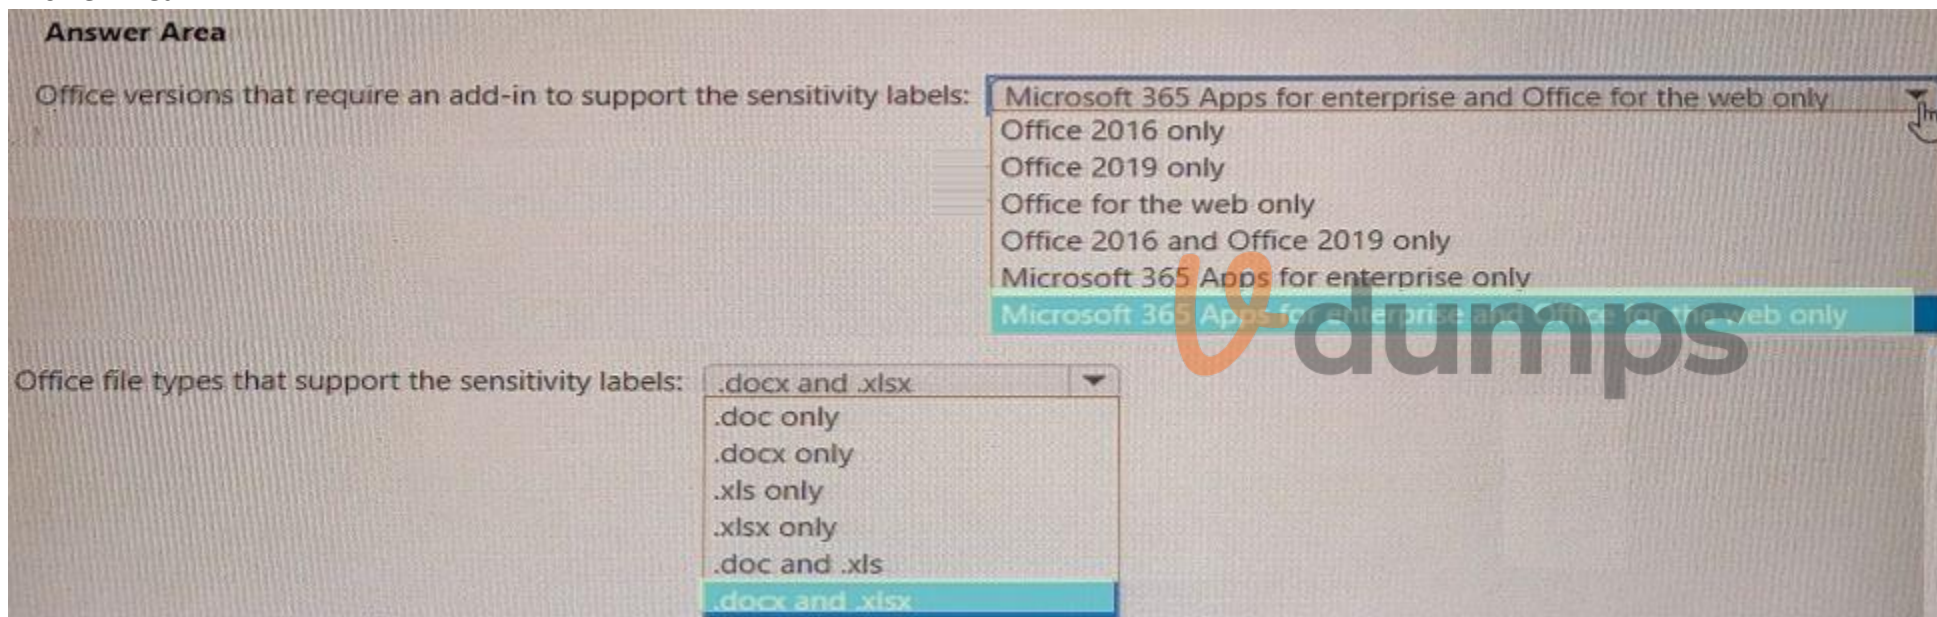 Answer Area
Office versions that require an add-in to support the sensitivity labels: Microsoft 365 Apps for enterprise and Office for the web only
Office 2016 only
Office 2019 only
Office for the web only
Office 2016 and Office 2019 only
Microsoft 365 Apps for enterprise only
Microsoft 365 Apps for enterprise and Office for the web only
dumps
Office file types that support the sensitivity labels: .docx and .xlsx
.doc only
.docx only
.xls only
.xlsx only
.doc and .xls
.docx and .xlsx